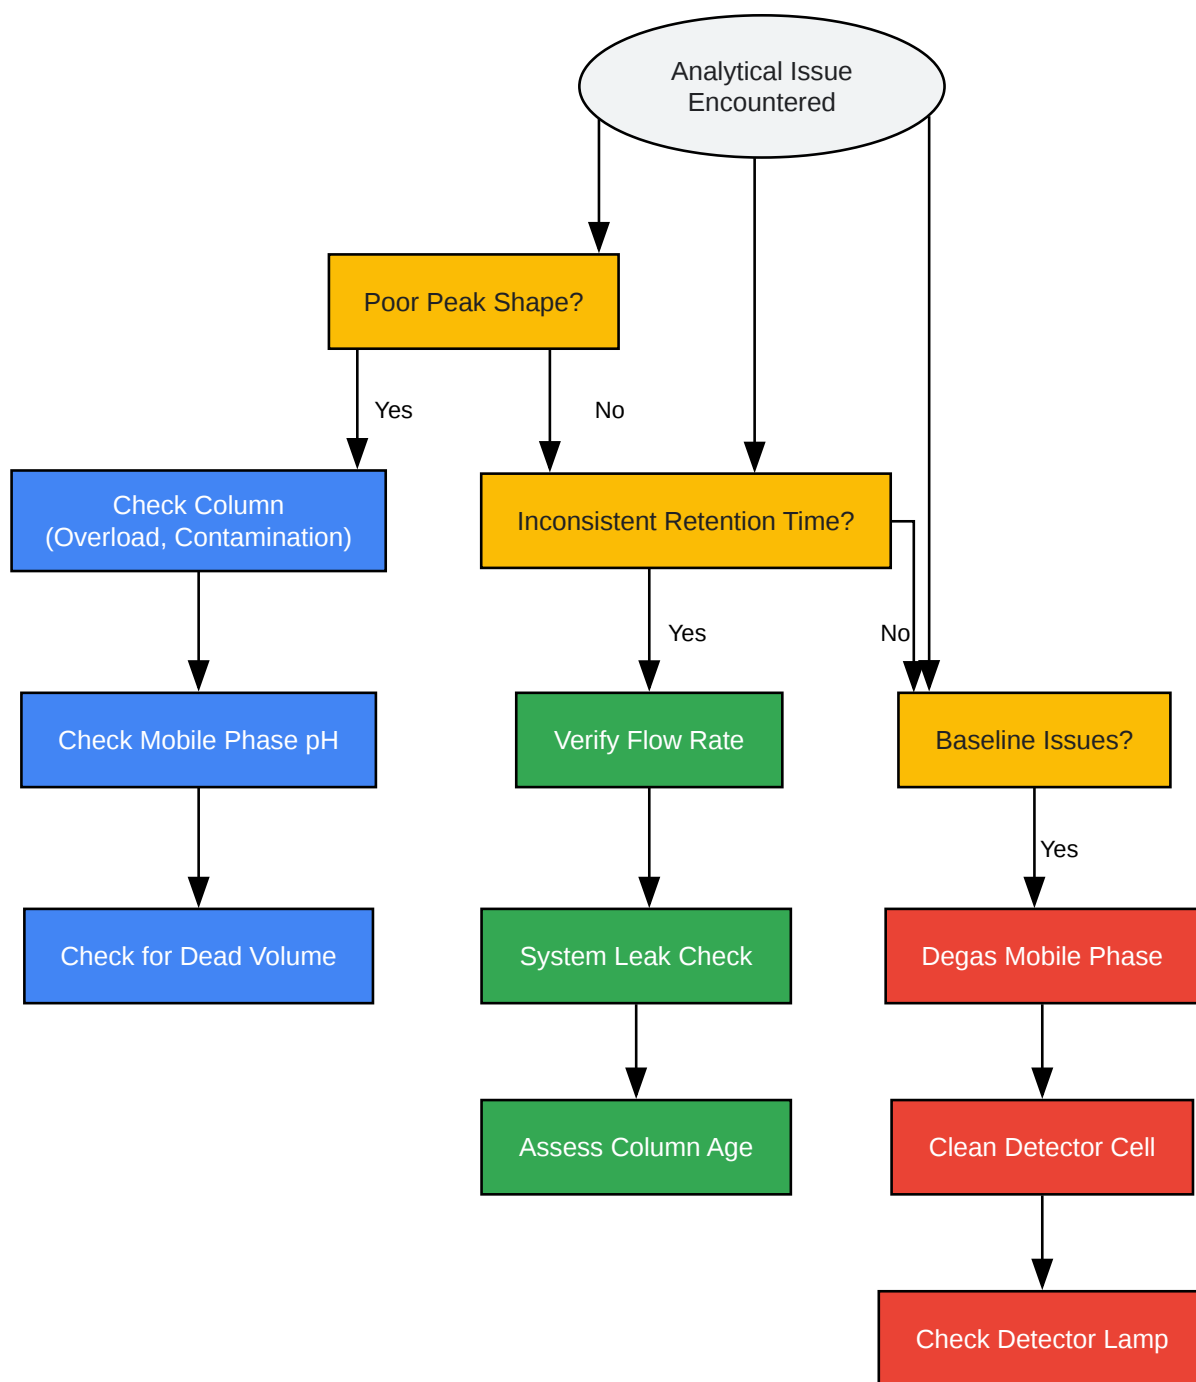 Analytical Issue
Encountered
Poor Peak Shape?
Yes
No
Check Column
(Overload, Contamination)
Inconsistent Retention Time?
Yes
No
Check Mobile Phase pH
Verify Flow Rate
Baseline Issues?
Yes
Check for Dead Volume
System Leak Check
Degas Mobile Phase
Assess Column Age
Clean Detector Cell
Check Detector Lamp